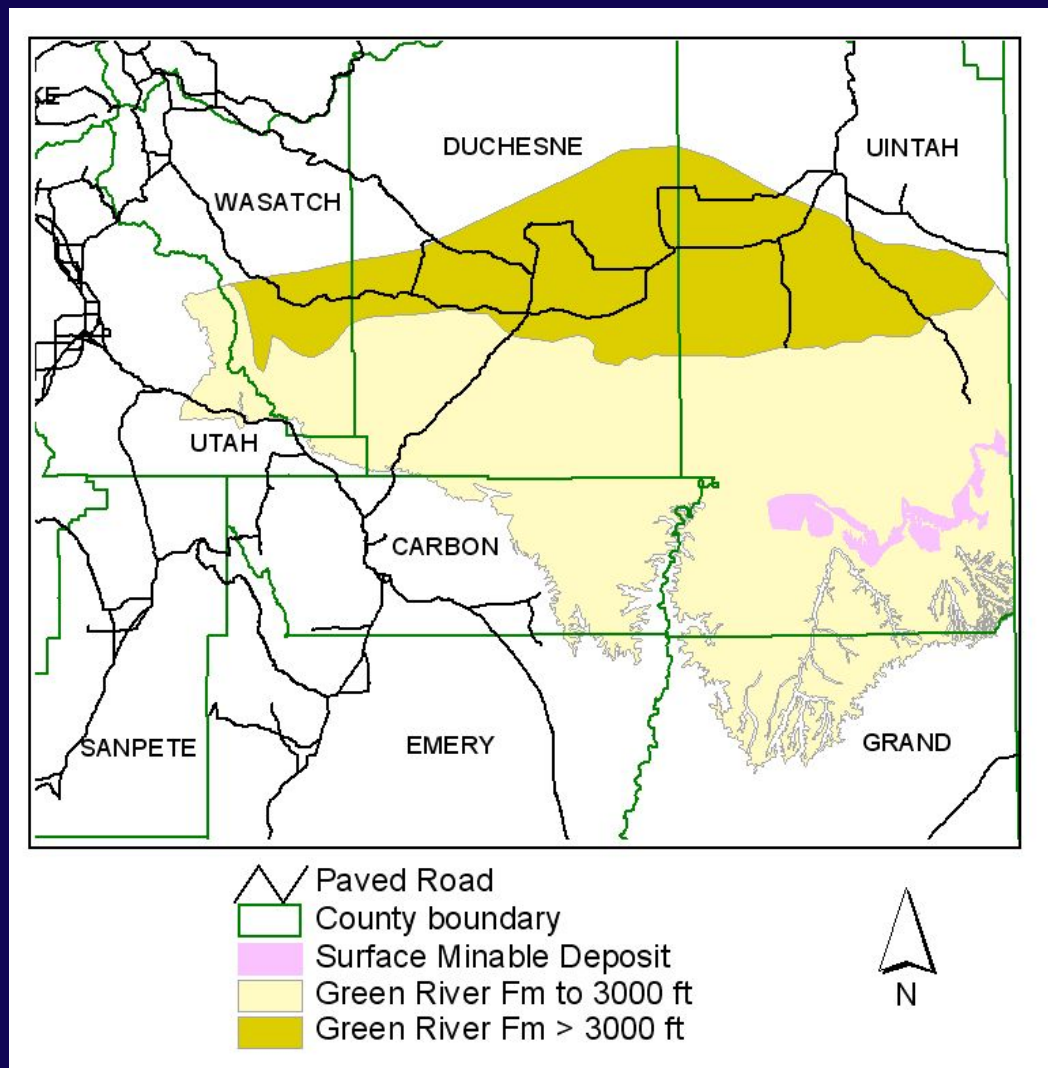 KE
DUCHESNE
UINTAH
WASATCH
UTAH
CARBON
SANPETE
EMERY
GRAND
Paved Road
County boundary
Surface Minable Deposit
Green River Fm to 3000 ft
Green River Fm > 3000 ft
N